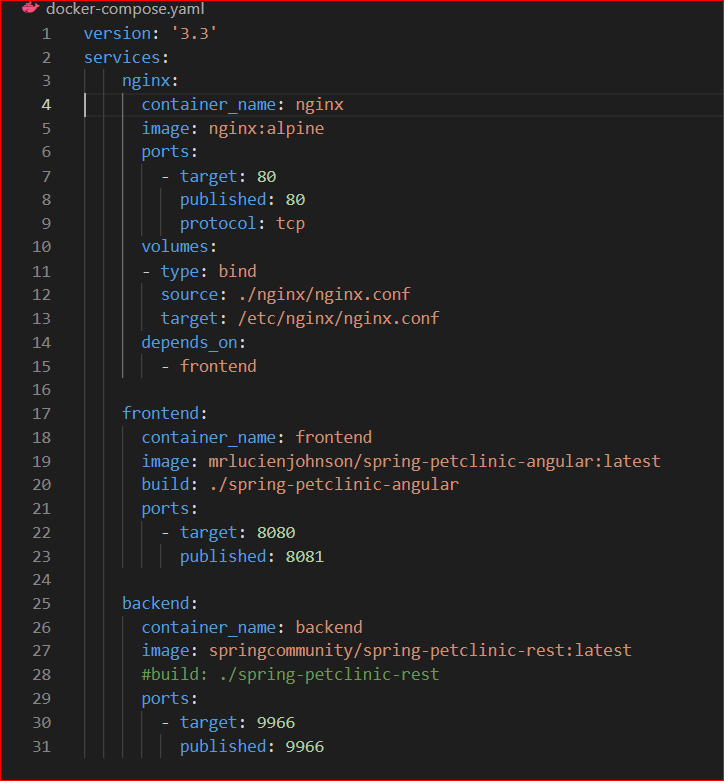 docker-compose.yaml
1 version: '3.3'
2 services:
3     nginx:
4       container_name: nginx
5       image: nginx:alpine
6       ports:
7         - target: 80
8           published: 80
9           protocol: tcp
10       volumes:
11       - type: bind
12         source: ./nginx/nginx.conf
13         target: /etc/nginx/nginx.conf
14       depends_on:
15         - frontend
16
17     frontend:
18       container_name: frontend
19       image: mrlucienjohnson/spring-petclinic-angular:latest
20       build: ./spring-petclinic-angular
21       ports:
22         - target: 8080
23           published: 8081
24
25     backend:
26       container_name: backend
27       image: springcommunity/spring-petclinic-rest:latest
28       #build: ./spring-petclinic-rest
29       ports:
30         - target: 9966
31           published: 9966